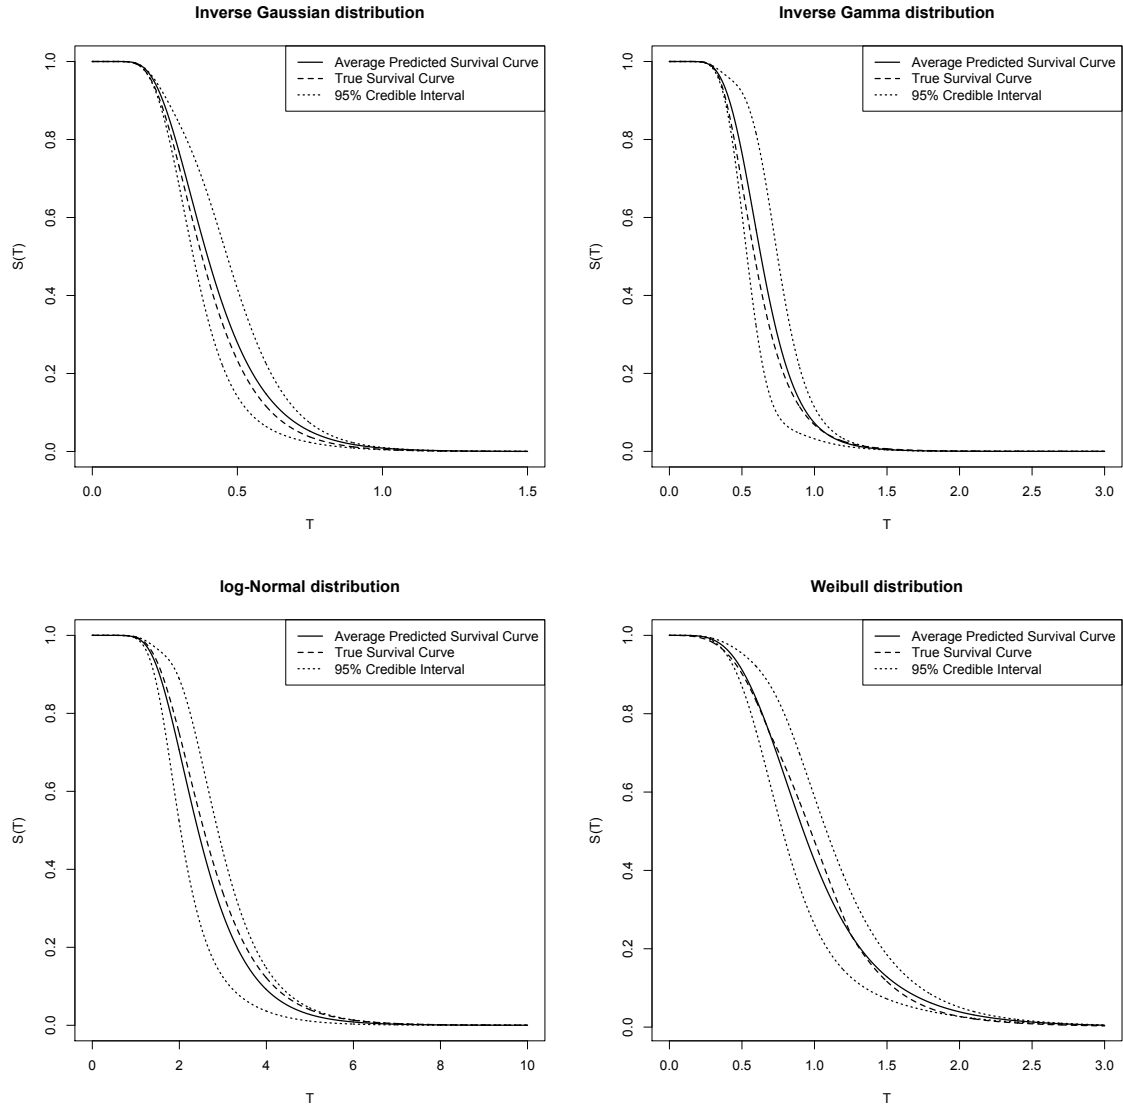 Inverse Gaussian distribution
Average Predicted Survival Curve
True Survival Curve
95% Credible Interval
S(T)
0.0 0.2 0.4 0.6 0.8 1.0
0.0 0.5 1.0 1.5
T
Inverse Gamma distribution
Average Predicted Survival Curve
True Survival Curve
95% Credible Interval
S(T)
0.0 0.2 0.4 0.6 0.8 1.0
0.0 0.5 1.0 1.5 2.0 2.5 3.0
T
log-Normal distribution
Average Predicted Survival Curve
True Survival Curve
95% Credible Interval
S(T)
0.0 0.2 0.4 0.6 0.8 1.0
0 2 4 6 8 10
T
Weibull distribution
Average Predicted Survival Curve
True Survival Curve
95% Credible Interval
S(T)
0.0 0.2 0.4 0.6 0.8 1.0
0.0 0.5 1.0 1.5 2.0 2.5 3.0
T